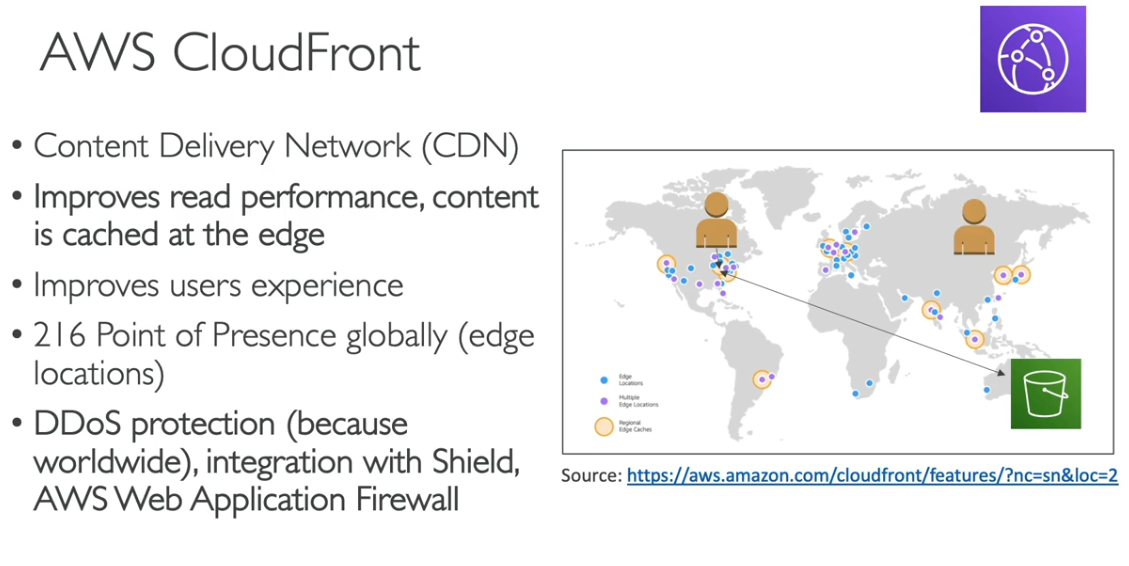 AWS CloudFront
• Content Delivery Network (CDN)
• Improves read performance, content
is cached at the edge
• Improves users experience
• 216 Point of Presence globally (edge
locations)
• DDoS protection (because
worldwide), integration with Shield,
AWS Web Application Firewall
Edge
Locations
Multiple
Edge Locations
Regional
Edge Caches
Source: https://aws.amazon.com/cloudfront/features/?nc=sn&loc=2